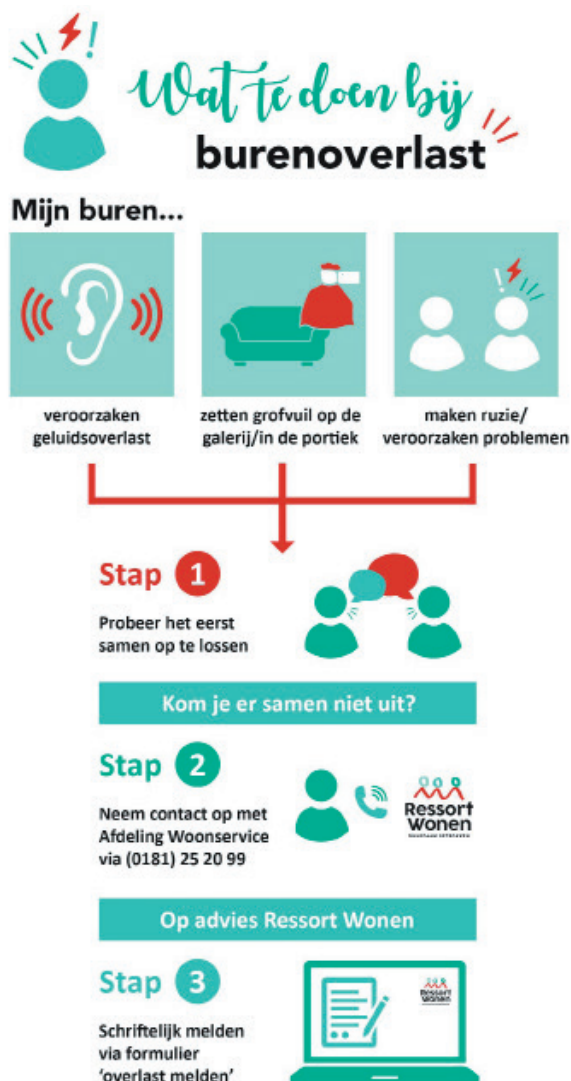 Wat te doen bij
burenoverlast
Mijn buren...
veroorzaken
geluidsoverlast
zetten grofvuil op de
galerij/in de portiek
maken ruzie/
veroorzaken problemen
Stap 1
Probeer het eerst
samen op te lossen
Kom je er samen niet uit?
Stap 2
Neem contact op met
Afdeling Woonservice
via (0181) 25 20 99
Ressort
Wonen
Op advies Ressort Wonen
Stap 3
Schriftelijk melden
via formulier
'overlast melden'
Ressort
Wonen